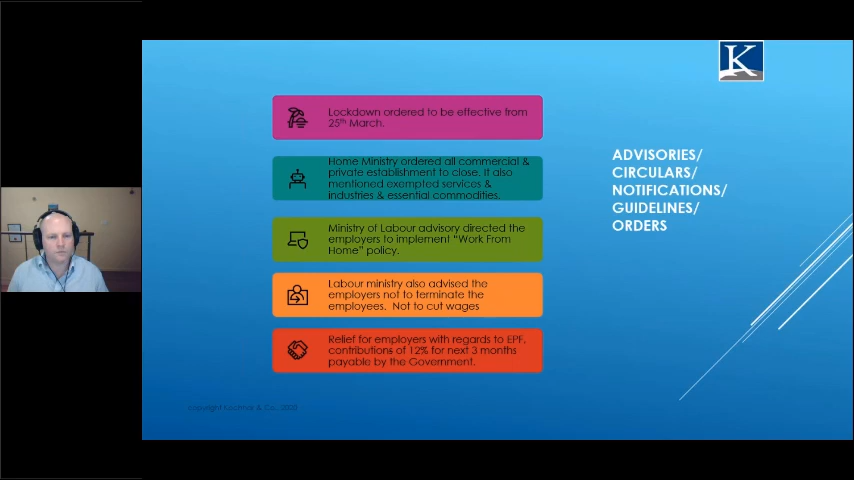 K
Lockdown ordered to be effective from
25th March.
Home Ministry ordered all commercial &
private establishment to close. It also
mentioned exempted services &
industries & essential commodities.
Ministry of Labour advisory directed the
employers to implement “Work From
Home” policy.
Labour ministry also advised the
employers not to terminate the
employees.  Not to cut wages
Relief for employers with regards to EPF,
contributions of 12% for next 3 months
payable by the Government.
ADVISORIES/
CIRCULARS/
NOTIFICATIONS/
GUIDELINES/
ORDERS
& Co., 2020